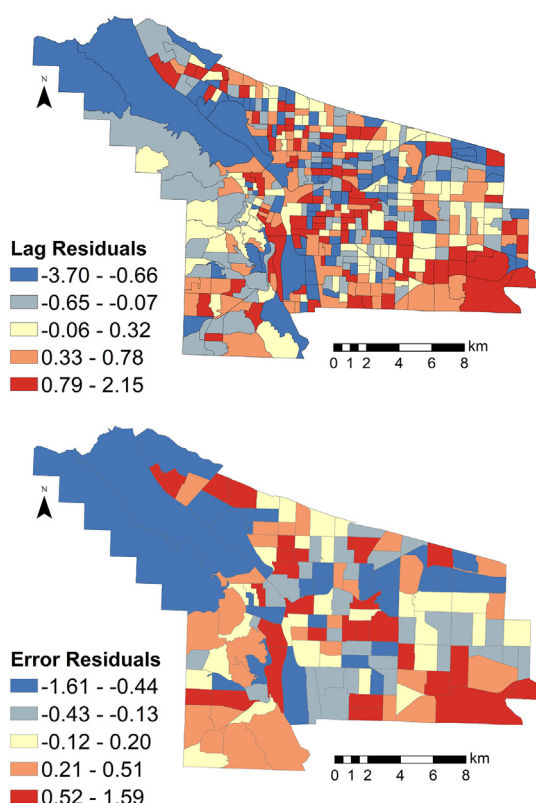 N
Lag Residuals
-3.70 - -0.66
-0.65 - -0.07
-0.06 - 0.32
0.33 - 0.78
0.79 - 2.15
km
0 1 2 4 6 8
N
Error Residuals
-1.61 - -0.44
-0.43 - -0.13
-0.12 - 0.20
0.21 - 0.51
0.52 - 1.59
km
0 1 2 4 6 8